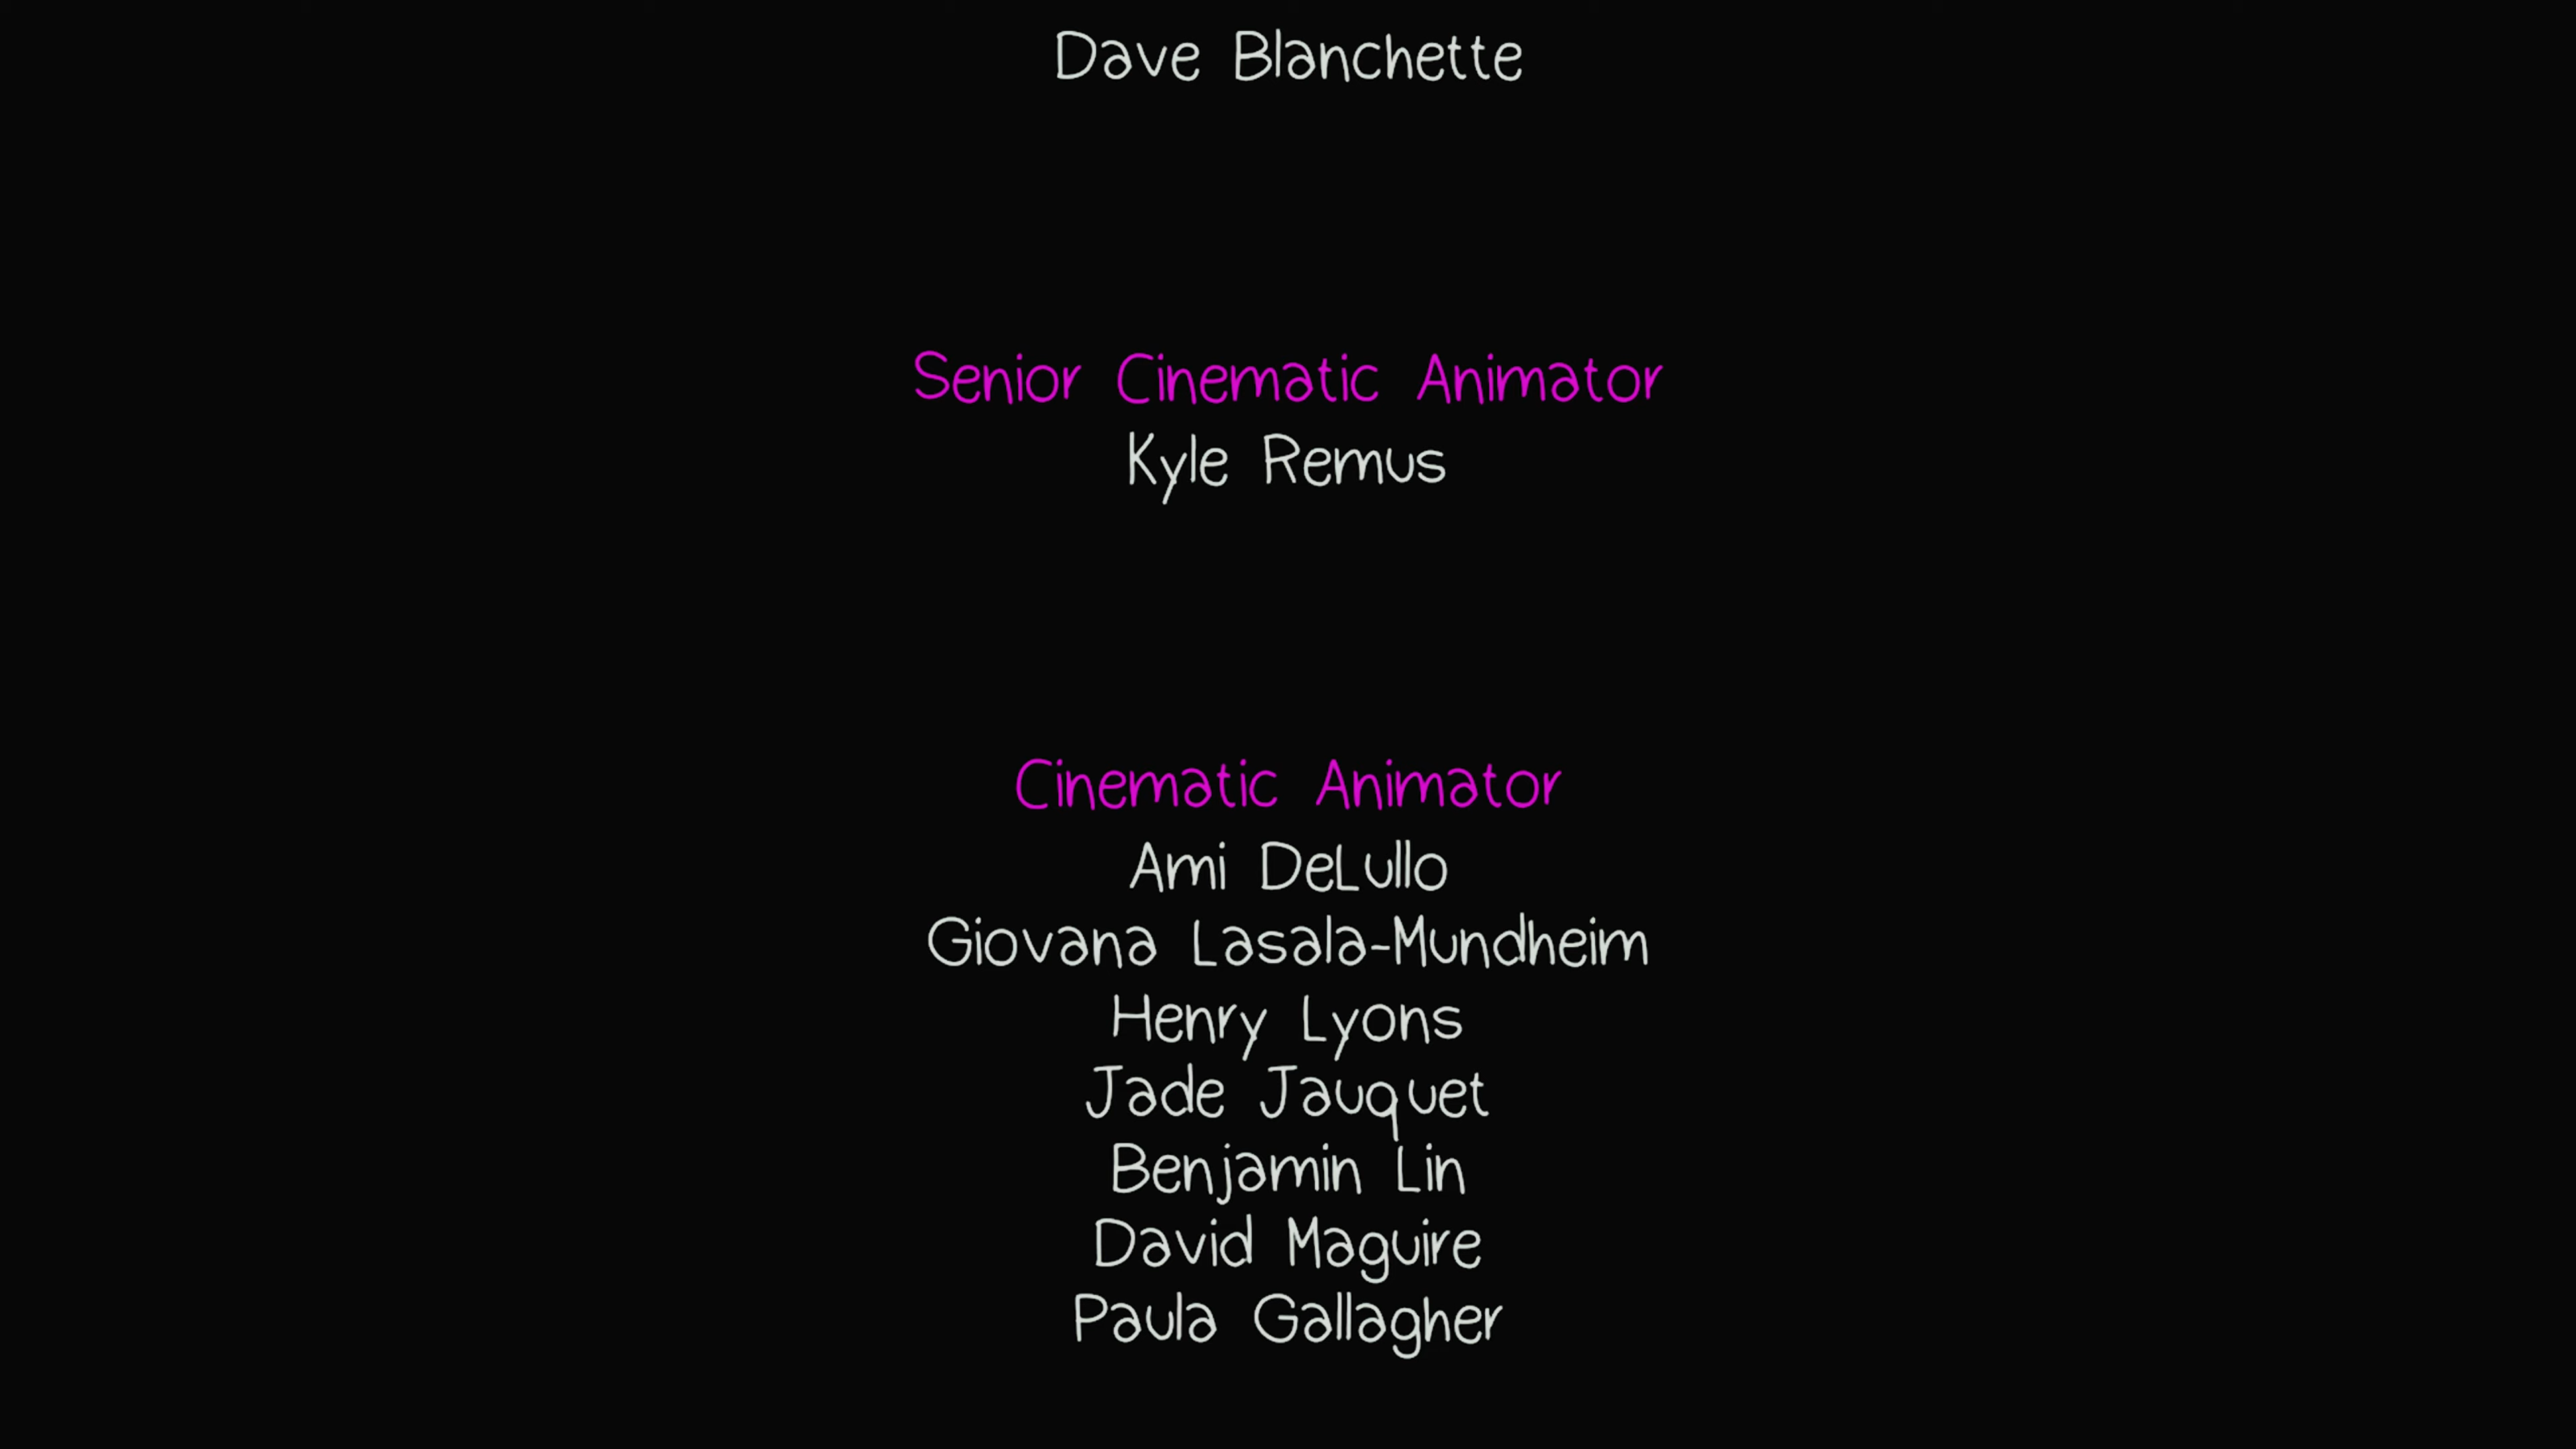 Dave Blanchette
Senior Cinematic Animator
Kyle Remus
Cinematic Animator
Ami DeLullo
Giovana Lasala-Mundheim
Henry Lyons
Jade Jauquet
Benjamin Lin
David Maguire
Paula Gallagher